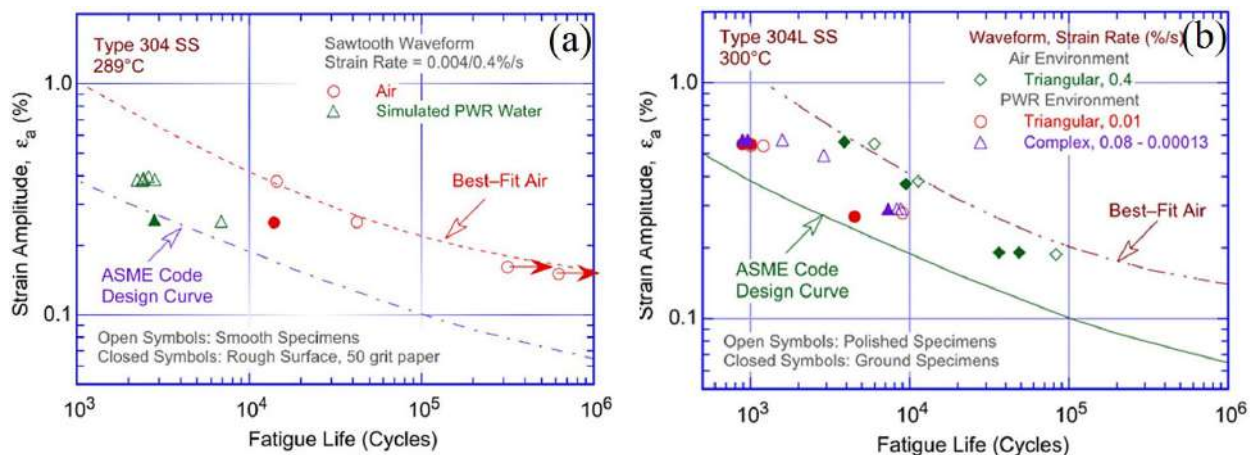 (a)
Type 304 SS
289°C
Sawtooth Waveform
Strain Rate = 0.004/0.4%/s
Air
Simulated PWR Water
Best–Fit Air
ASME Code
Design Curve
Open Symbols: Smooth Specimens
Closed Symbols: Rough Surface, 50 grit paper
Strain Amplitude, εa (%)
1.0
0.1
10³ 10⁴ 10⁵ 10⁶
Fatigue Life (Cycles)
(b)
Type 304L SS
300°C
Waveform, Strain Rate (%/s)
Air Environment
Triangular, 0.4
PWR Environment
Triangular, 0.01
Complex, 0.08 - 0.00013
Best–Fit Air
ASME Code
Design Curve
Open Symbols: Polished Specimens
Closed Symbols: Ground Specimens
Strain Amplitude, εa (%)
1.0
0.1
10³ 10⁴ 10⁵ 10⁶
Fatigue Life (Cycles)